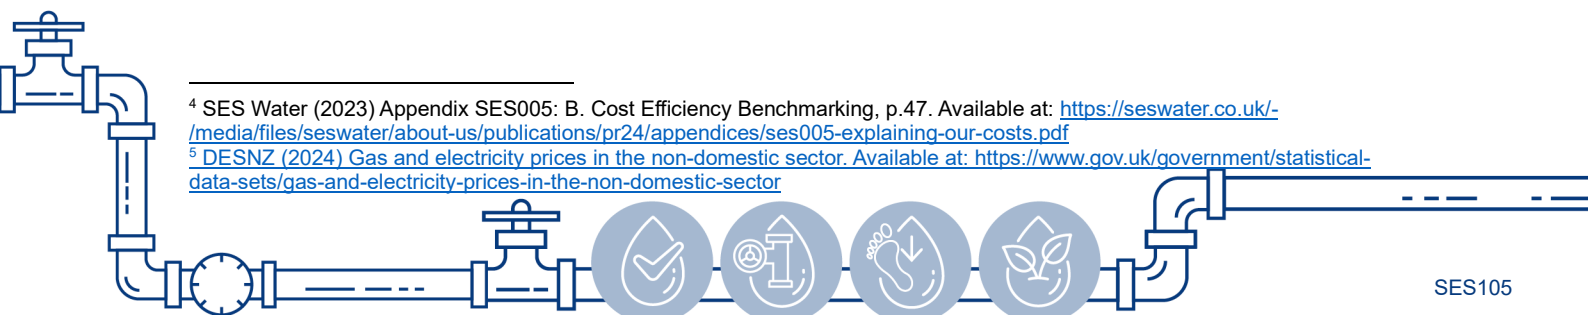 ⁴ SES Water (2023) Appendix SES005: B. Cost Efficiency Benchmarking, p.47. Available at: https://seswater.co.uk/-
/media/files/seswater/about-us/publications/pr24/appendices/ses005-explaining-our-costs.pdf
⁵ DESNZ (2024) Gas and electricity prices in the non-domestic sector. Available at: https://www.gov.uk/government/statistical-
data-sets/gas-and-electricity-prices-in-the-non-domestic-sector
SES105